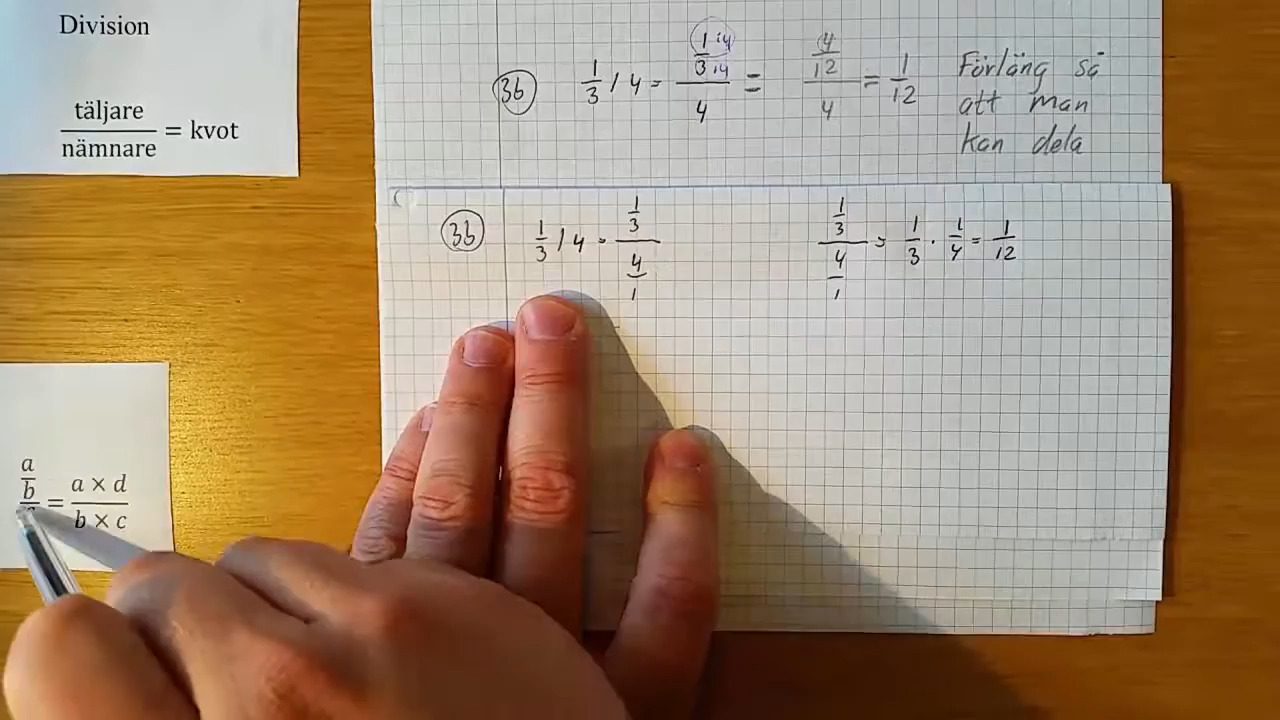 Division
täljare
nämnare = kvot
36 1/3 / 4 = (1/3 ·4 ·4)/4 = (4/12)/4 = 1/12
Förläng så
att man
kan dela
36 1/3 / 4 = (1/3)/(4/1) (1/3)/(4/1) = 1/3 · 1/4 = 1/12
a/b = a × d
b × c